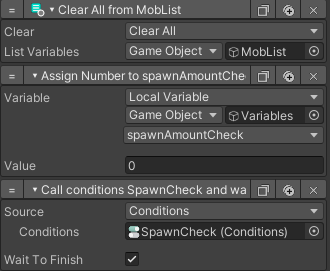 Clear All from MobList
Clear
Clear All
List Variables
Game Object
MobList
Assign Number to spawnAmountChe
Variable
Local Variable
Game Object
Variables
spawnAmountCheck
Value
0
Call conditions SpawnCheck and wa
Source
Conditions
Conditions
SpawnCheck (Conditions)
Wait To Finish